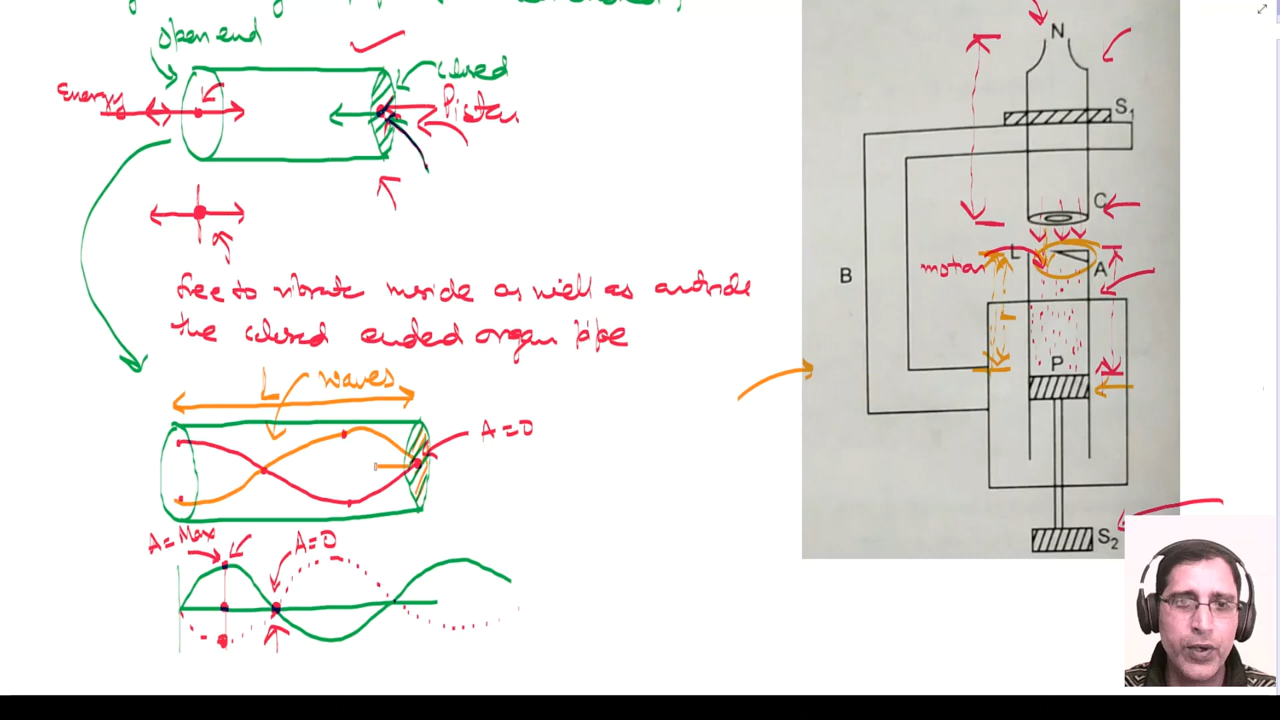 open end
closed
Energy
Piston
free to vibrate inside as well as outside
the closed ended organ pipe
L
waves
A=0
A=Max
A=0
N
S₁
C
L
A
motar
B
L
P
S₂